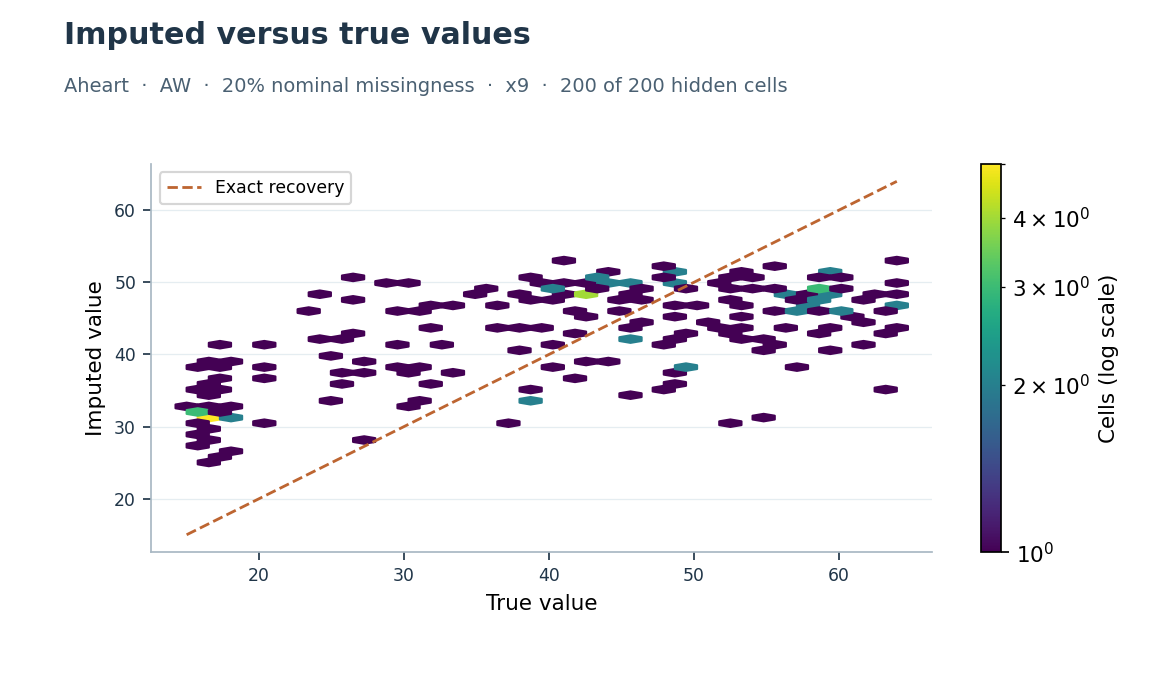 Imputed versus true values
Aheart · AW · 20% nominal missingness · x9 · 200 of 200 hidden cells
Exact recovery
60
50
40
30
20
Imputed value
20
30
40
50
60
True value
4 × 10⁰
3 × 10⁰
2 × 10⁰
10⁰
Cells (log scale)